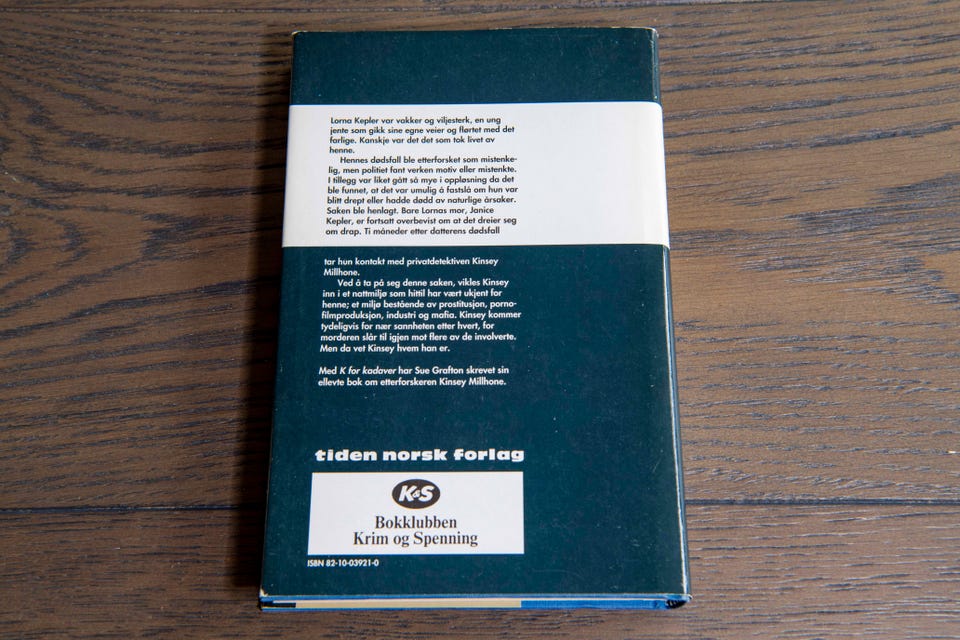 Lorna Kepler var vakker og viljesterk, en ung
jente som gikk sine egne veier og flørtet med det
farlige. Kanskje var det det som tok livet av
henne.
Hennes dødsfall ble etterforsket som mistenke-
lig, men politiet fant verken motiv eller mistenkte.
I tillegg var liket gått så mye i oppløsning da det
ble funnet, at det var umulig å fastslå om hun var
blitt drept eller hadde dødd av naturlige årsaker.
Saken ble henlagt. Bare Lornas mor, Janice
Kepler, er fortsatt overbevist om at det dreier seg
om drap. Ti måneder etter datterens dødsfall
tar hun kontakt med privatdetektiven Kinsey
Millhone.
Ved å ta på seg denne saken, vikles Kinsey
inn i et nattmiljø som hittil har vært ukjent for
henne; et miljø bestående av prostitusjon, porno-
filmproduksjon, industri og mafia. Kinsey kommer
tydeligvis for nær sannheten etter hvert, for
morderen slår til igjen mot flere av de involverte.
Men da vet Kinsey hvem han er.
Med K for kadaver har Sue Grafton skrevet sin
ellevte bok om etterforskeren Kinsey Millhone.
tiden norsk forlag
K&S
Bokklubben
Krim og Spenning
ISBN 82-10-03921-0